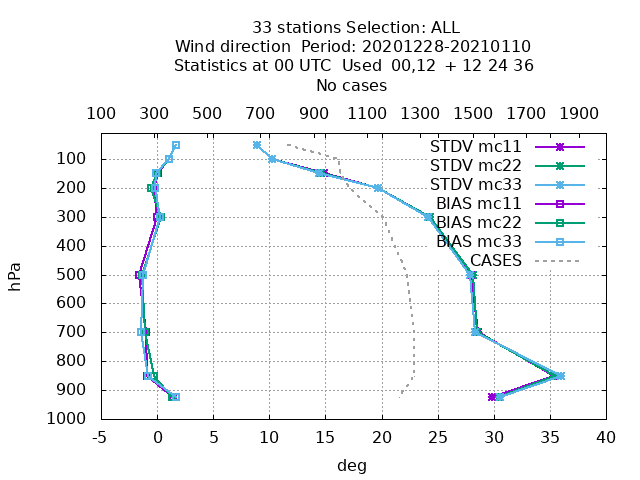 33 stations Selection: ALL
Wind direction  Period: 20201228-20210110
Statistics at 00 UTC  Used  00,12  + 12 24 36
No cases
100 300 500 700 900 1100 1300 1500 1700 1900
STDV mc11
STDV mc22
STDV mc33
BIAS mc11
BIAS mc22
BIAS mc33
CASES
100
200
300
400
500
600
700
800
900
1000
hPa
-5 0 5 10 15 20 25 30 35 40
deg